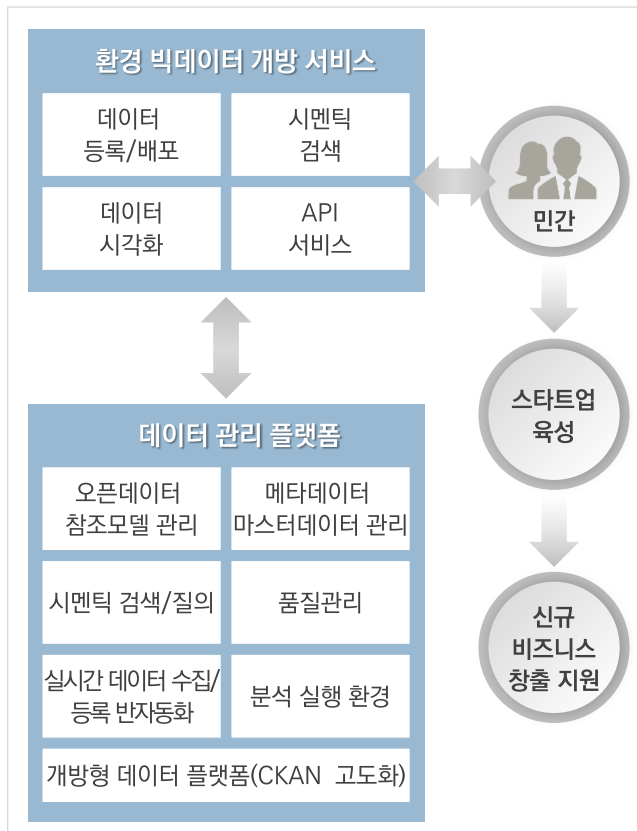 환경 빅데이터 개방 서비스
데이터
등록/배포
시멘틱
검색
데이터
시각화
API
서비스
민간
스타트업
육성
신규
비즈니스
창출 지원
데이터 관리 플랫폼
오픈데이터
참조모델 관리
메타데이터
마스터데이터 관리
시멘틱 검색/질의
품질관리
실시간 데이터 수집/
등록 반자동화
분석 실행 환경
개방형 데이터 플랫폼(CKAN 고도화)